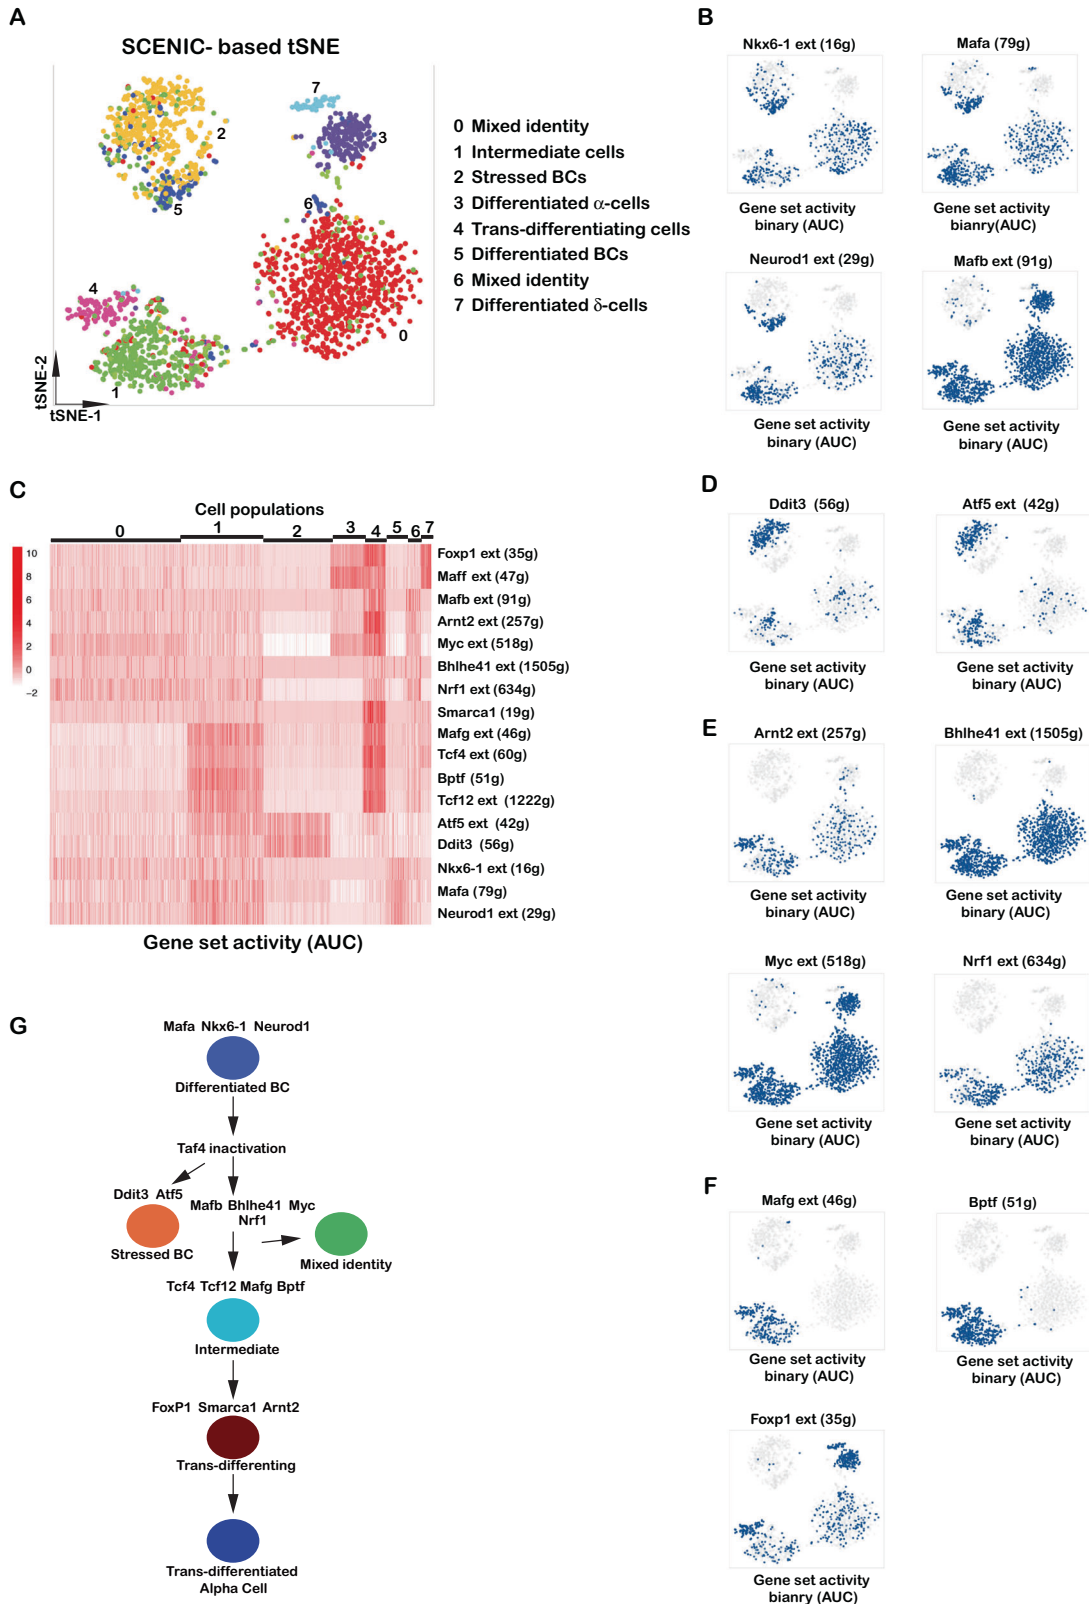 A
SCENIC- based tSNE
7
2
3
5
6
4
0
1
tSNE-2
tSNE-1
0 Mixed identity
1 Intermediate cells
2 Stressed BCs
3 Differentiated α-cells
4 Trans-differentiating cells
5 Differentiated BCs
6 Mixed identity
7 Differentiated δ-cells
B
Nkx6-1 ext (16g)
Gene set activity
binary (AUC)
Mafa (79g)
Gene set activity
bianry(AUC)
Neurod1 ext (29g)
Gene set activity
binary (AUC)
Mafb ext (91g)
Gene set activity
binary (AUC)
C
Cell populations
0 1 2 3 4 5 6 7
10
8
6
4
2
0
−2
Foxp1 ext (35g)
Maff ext (47g)
Mafb ext (91g)
Arnt2 ext (257g)
Myc ext (518g)
Bhlhe41 ext (1505g)
Nrf1 ext (634g)
Smarca1 (19g)
Mafg ext (46g)
Tcf4 ext (60g)
Bptf (51g)
Tcf12 ext (1222g)
Atf5 ext (42g)
Ddit3 (56g)
Nkx6-1 ext (16g)
Mafa (79g)
Neurod1 ext (29g)
Gene set activity (AUC)
D
Ddit3 (56g)
Gene set activity
binary (AUC)
Atf5 ext (42g)
Gene set activity
binary (AUC)
E
Arnt2 ext (257g)
Gene set activity
binary (AUC)
Bhlhe41 ext (1505g)
Gene set activity
binary (AUC)
Myc ext (518g)
Gene set activity
binary (AUC)
Nrf1 ext (634g)
Gene set activity
binary (AUC)
F
Mafg ext (46g)
Gene set activity
binary (AUC)
Bptf (51g)
Gene set activity
binary (AUC)
Foxp1 ext (35g)
Gene set activity
bianry (AUC)
G
Mafa Nkx6-1 Neurod1
Differentiated BC
Taf4 inactivation
Ddit3 Atf5
Stressed BC
Mafb Bhlhe41 Myc
Nrf1
Mixed identity
Tcf4 Tcf12 Mafg Bptf
Intermediate
FoxP1 Smarca1 Arnt2
Trans-differenting
Trans-differentiated
Alpha Cell